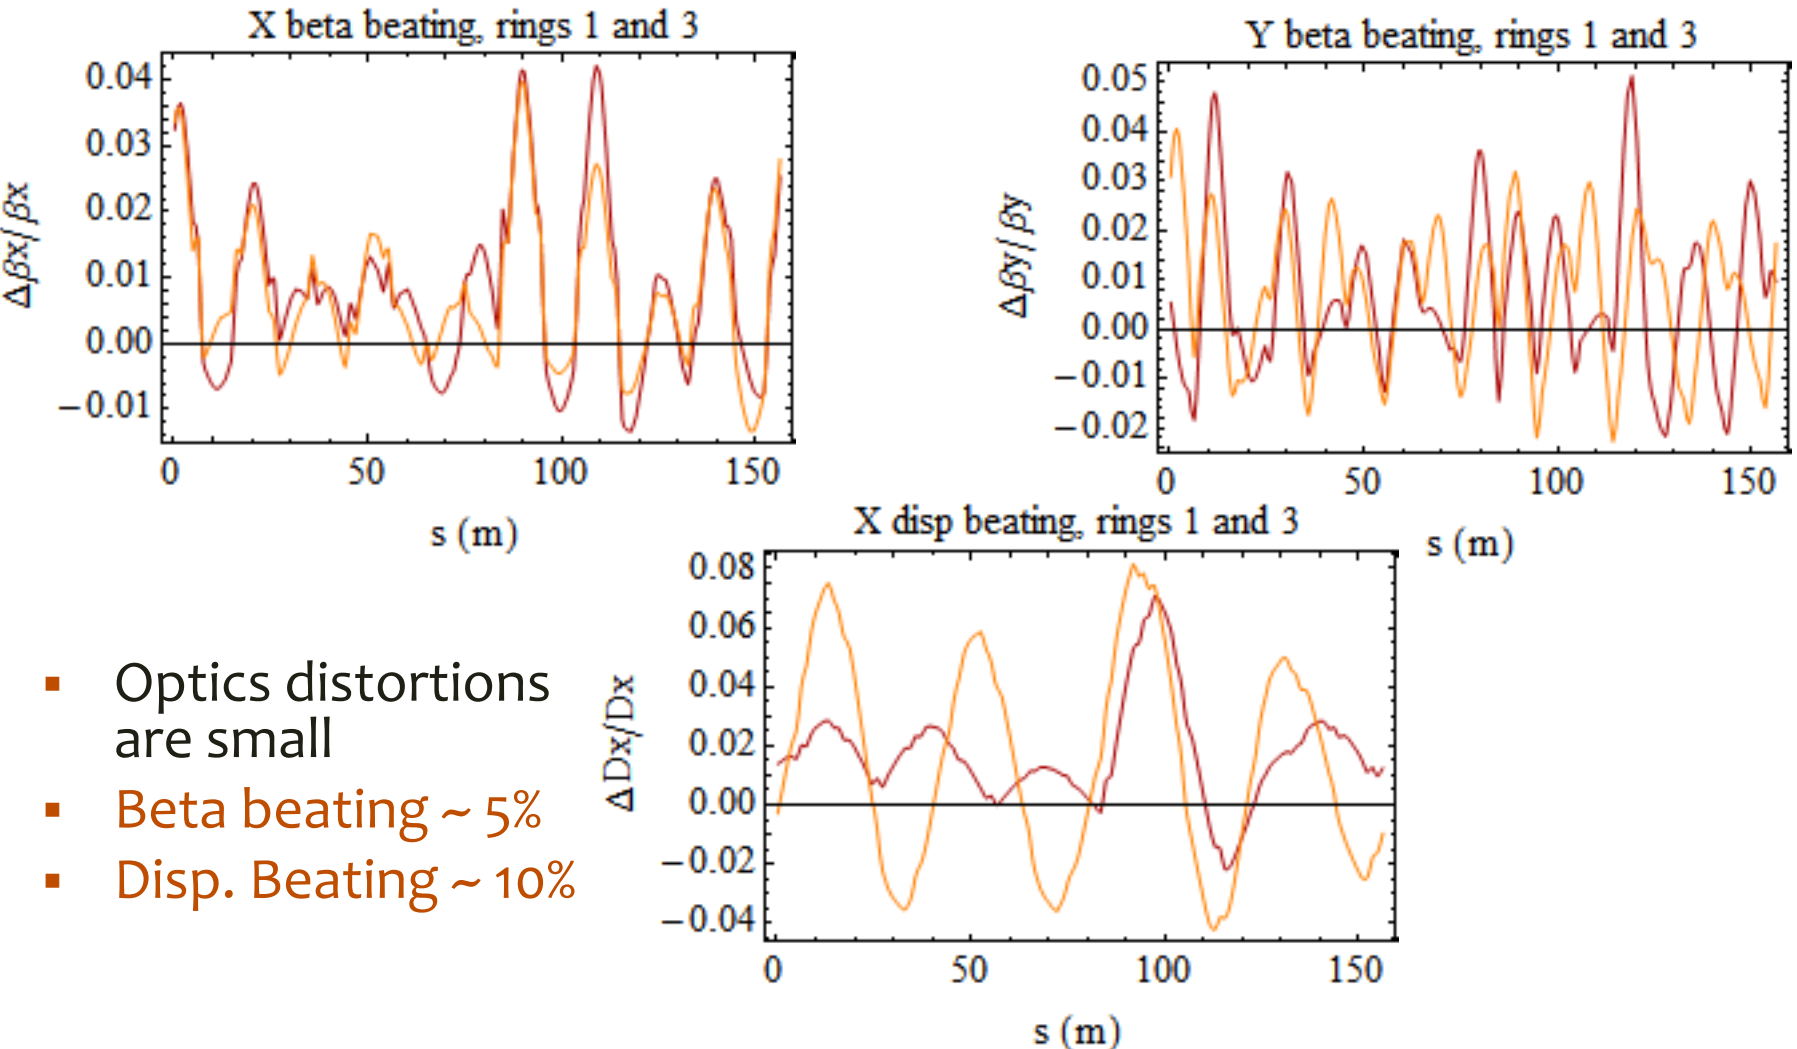 X beta beating, rings 1 and 3
0.04
0.03
0.02
0.01
0.00
−0.01
Δβx/βx
0 50 100 150
s (m)
Y beta beating, rings 1 and 3
0.05
0.04
0.03
0.02
0.01
0.00
−0.01
−0.02
Δβy/βy
0 50 100 150
s (m)
X disp beating, rings 1 and 3
0.08
0.06
0.04
0.02
0.00
−0.02
−0.04
ΔDx/Dx
0 50 100 150
s (m)
▪ Optics distortions
are small
▪ Beta beating ~ 5%
▪ Disp. Beating ~ 10%